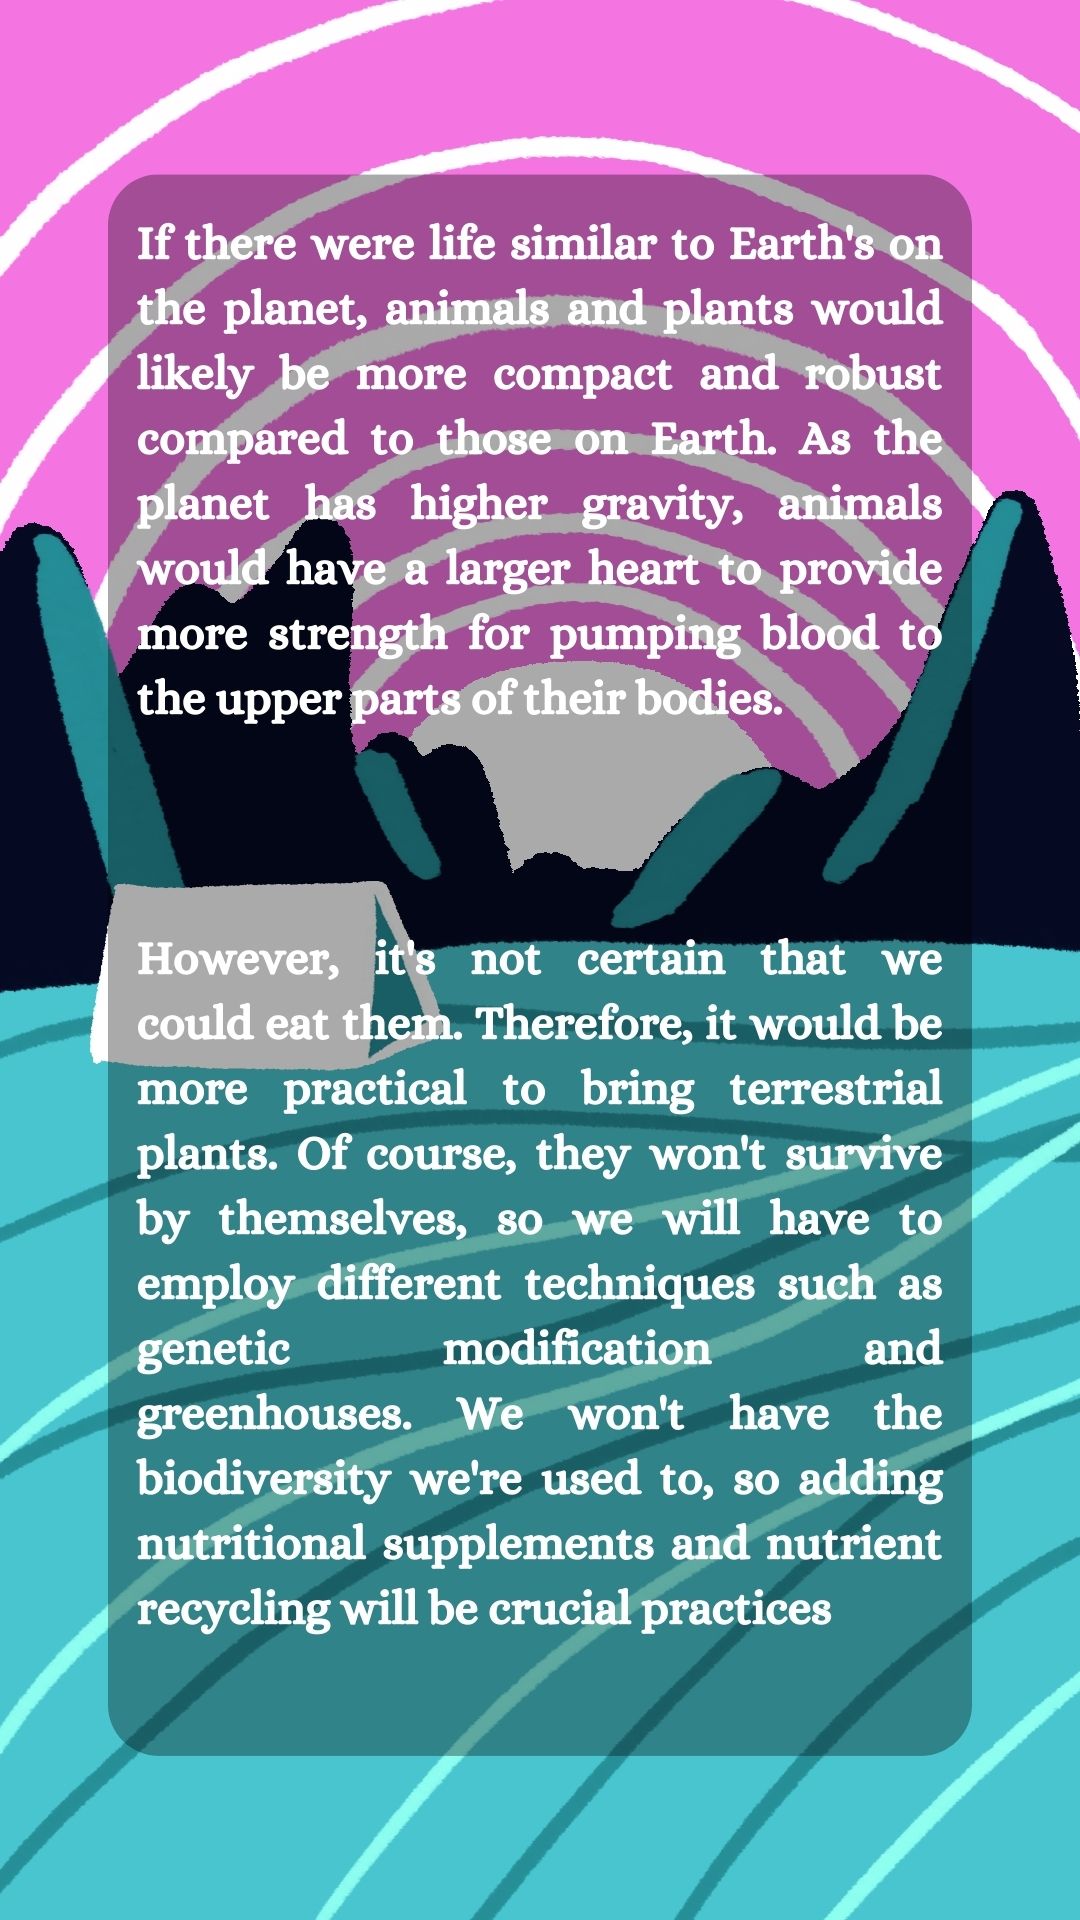 If there were life similar to Earth's on
the planet, animals and plants would
likely be more compact and robust
compared to those on Earth. As the
planet has higher gravity, animals
would have a larger heart to provide
more strength for pumping blood to
the upper parts of their bodies.
However, it's not certain that we
could eat them. Therefore, it would be
more practical to bring terrestrial
plants. Of course, they won't survive
by themselves, so we will have to
employ different techniques such as
genetic modification and
greenhouses. We won't have the
biodiversity we're used to, so adding
nutritional supplements and nutrient
recycling will be crucial practices